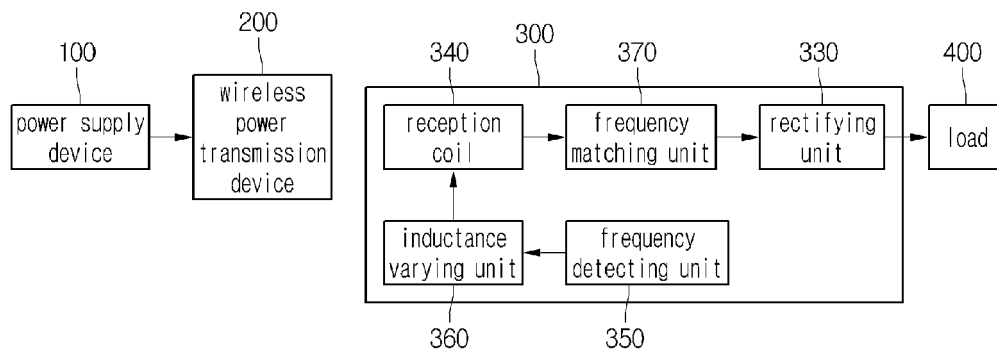 100
200
340
300
370
330
400
power supply
device
wireless
power
transmission
device
reception
coil
frequency
matching unit
rectifying
unit
load
inductance
varying unit
frequency
detecting unit
360
350